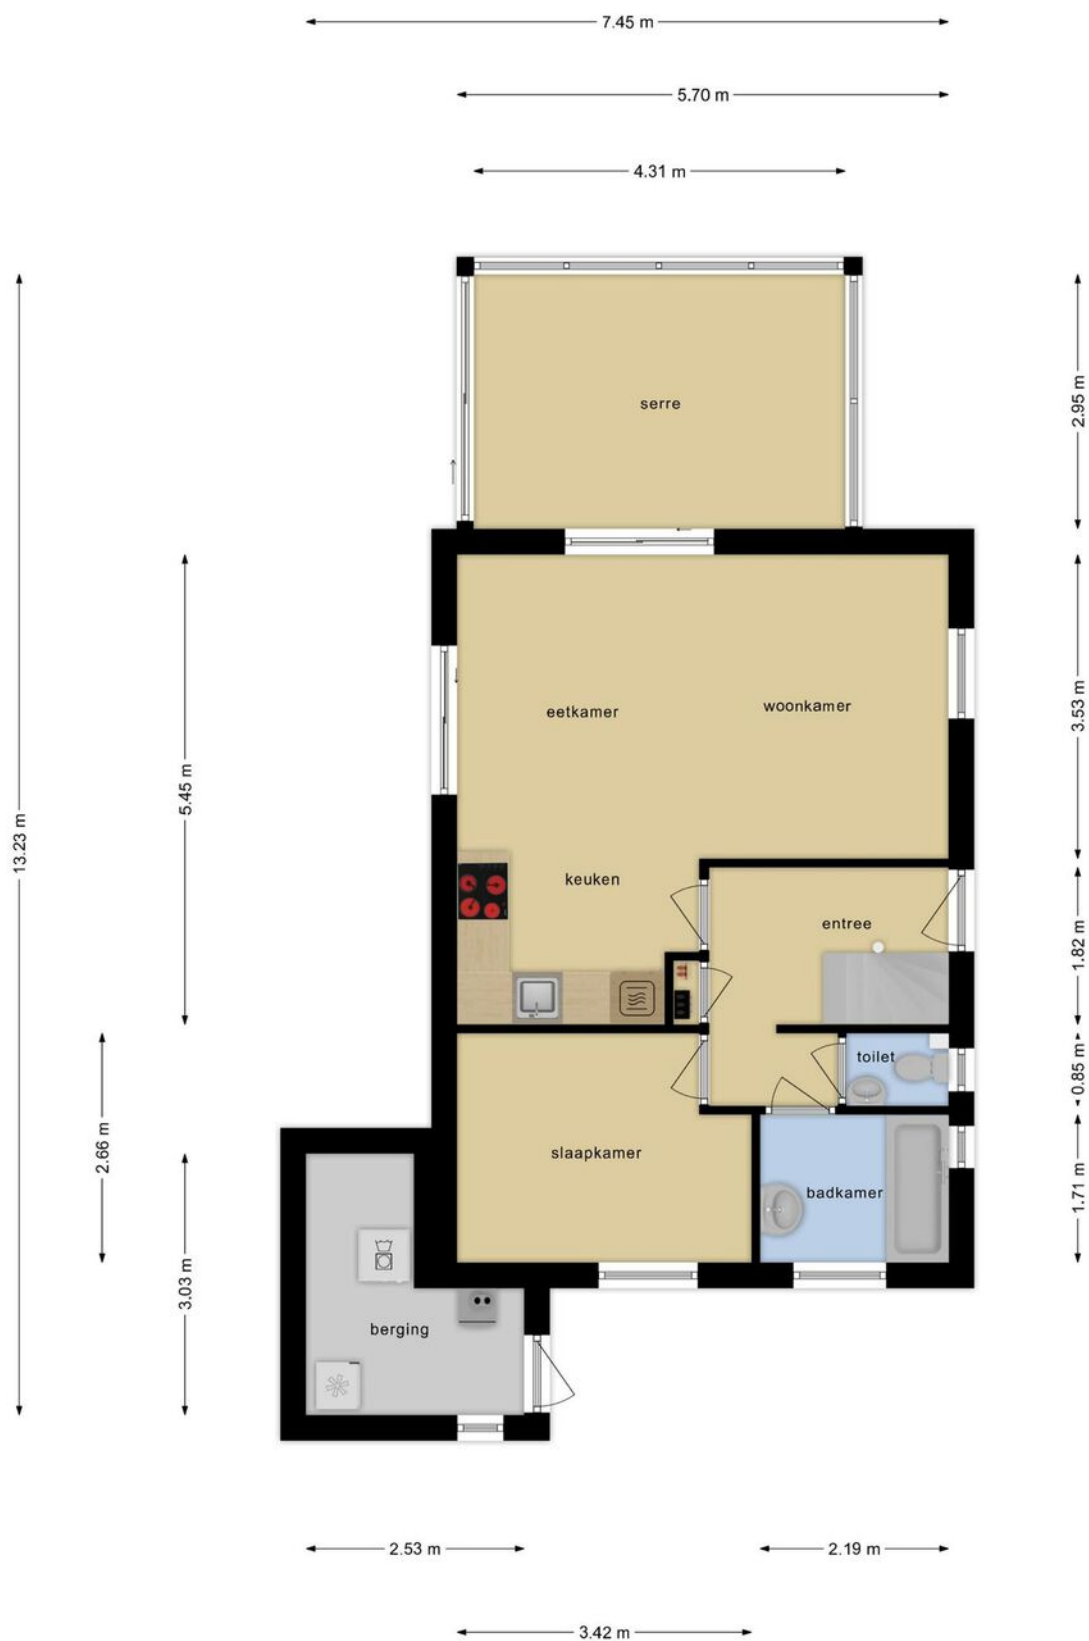 7.45 m
5.70 m
4.31 m
serre
2.95 m
eetkamer
woonkamer
3.53 m
5.45 m
13.23 m
keuken
entree
1.82 m
toilet
0.85 m
2.66 m
slaapkamer
badkamer
1.71 m
3.03 m
berging
2.53 m
2.19 m
3.42 m